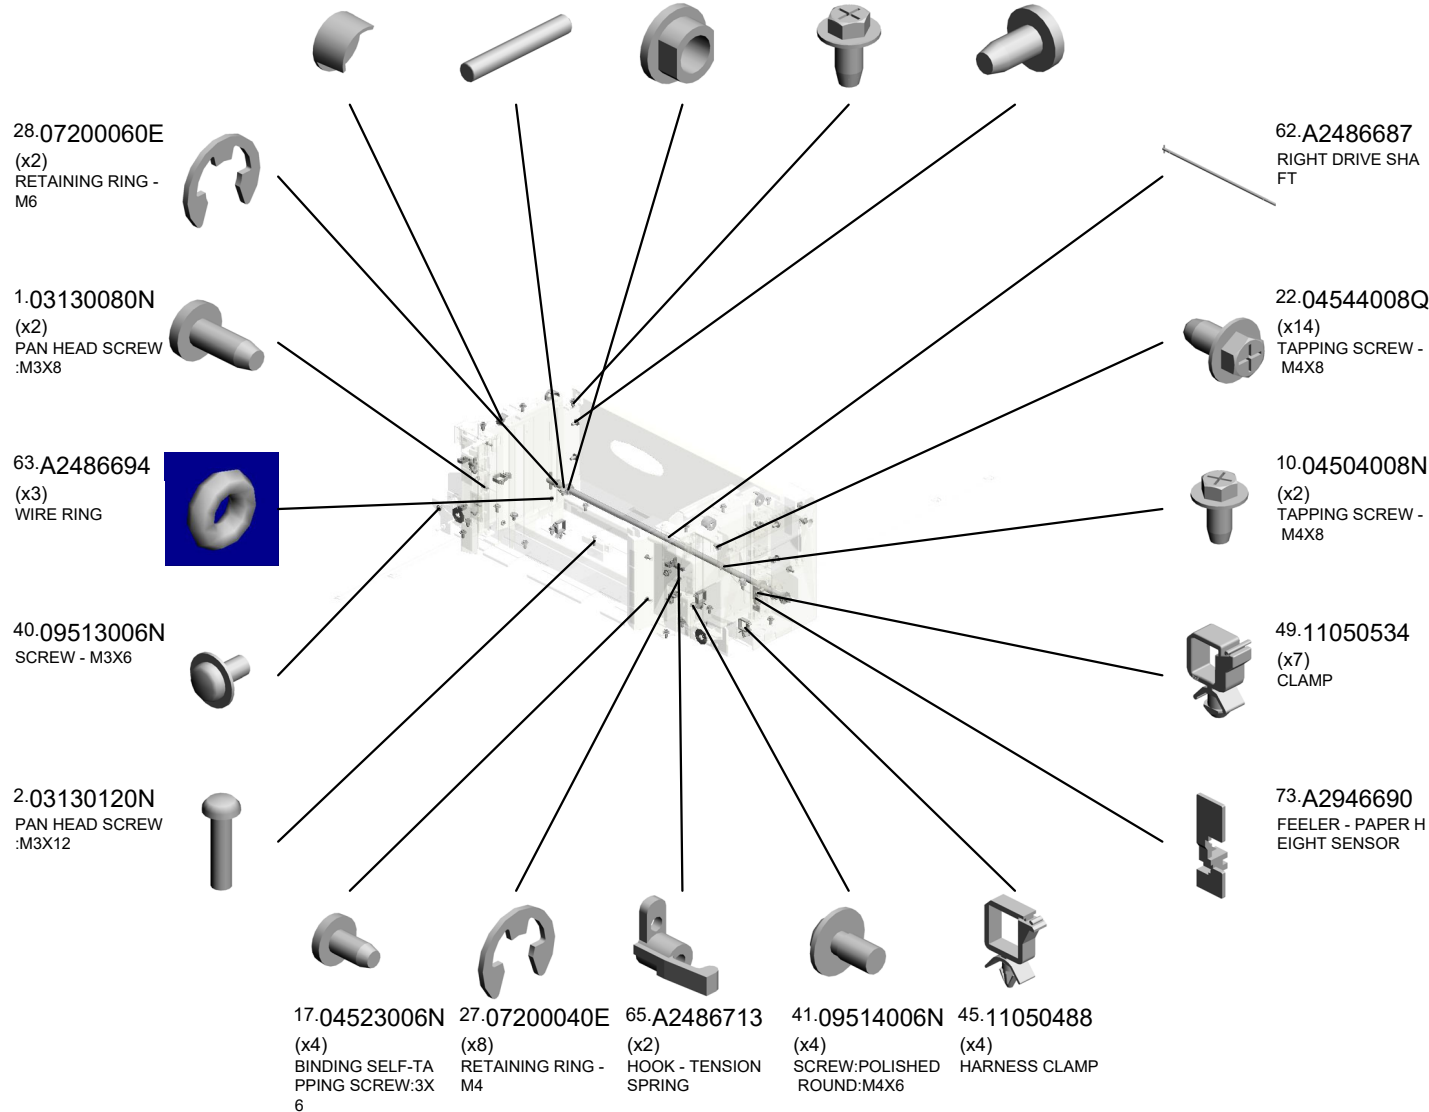 28.07200060E
(x2)
RETAINING RING -
M6
62.A2486687
RIGHT DRIVE SHA
FT
1.03130080N
(x2)
PAN HEAD SCREW
:M3X8
22.04544008Q
(x14)
TAPPING SCREW -
M4X8
63.A2486694
(x3)
WIRE RING
10.04504008N
(x2)
TAPPING SCREW -
M4X8
40.09513006N
SCREW - M3X6
49.11050534
(x7)
CLAMP
2.03130120N
PAN HEAD SCREW
:M3X12
73.A2946690
FEELER - PAPER H
EIGHT SENSOR
17.04523006N
(x4)
BINDING SELF-TA
PPING SCREW:3X
6
27.07200040E
(x8)
RETAINING RING -
M4
65.A2486713
(x2)
HOOK - TENSION
SPRING
41.09514006N
(x4)
SCREW:POLISHED
ROUND:M4X6
45.11050488
(x4)
HARNESS CLAMP